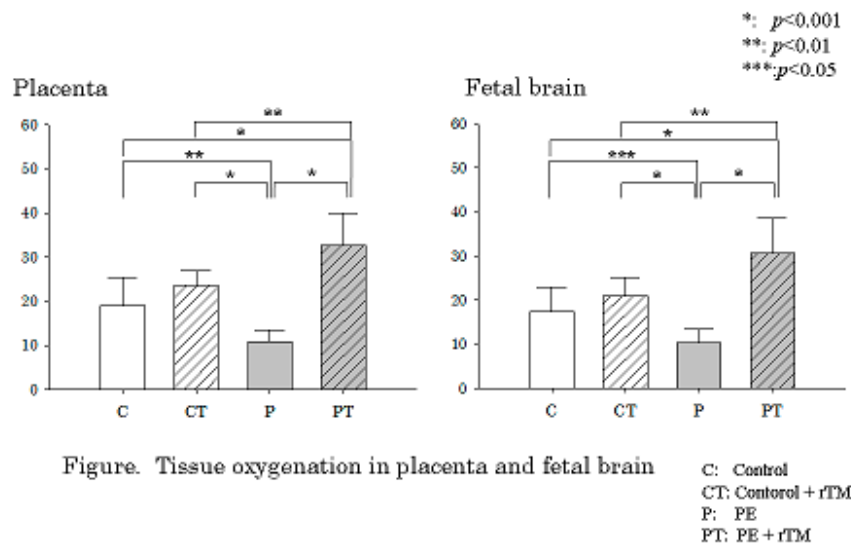 *: p<0.001
**: p<0.01
***:p<0.05
Placenta
Fetal brain
60
50
40
30
20
10
0
**
*
**
*
*
C
CT
P
PT
60
50
40
30
20
10
0
**
*
***
*
*
C
CT
P
PT
Figure. Tissue oxygenation in placenta and fetal brain
C: Control
CT: Contorol + rTM
P: PE
PT: PE + rTM